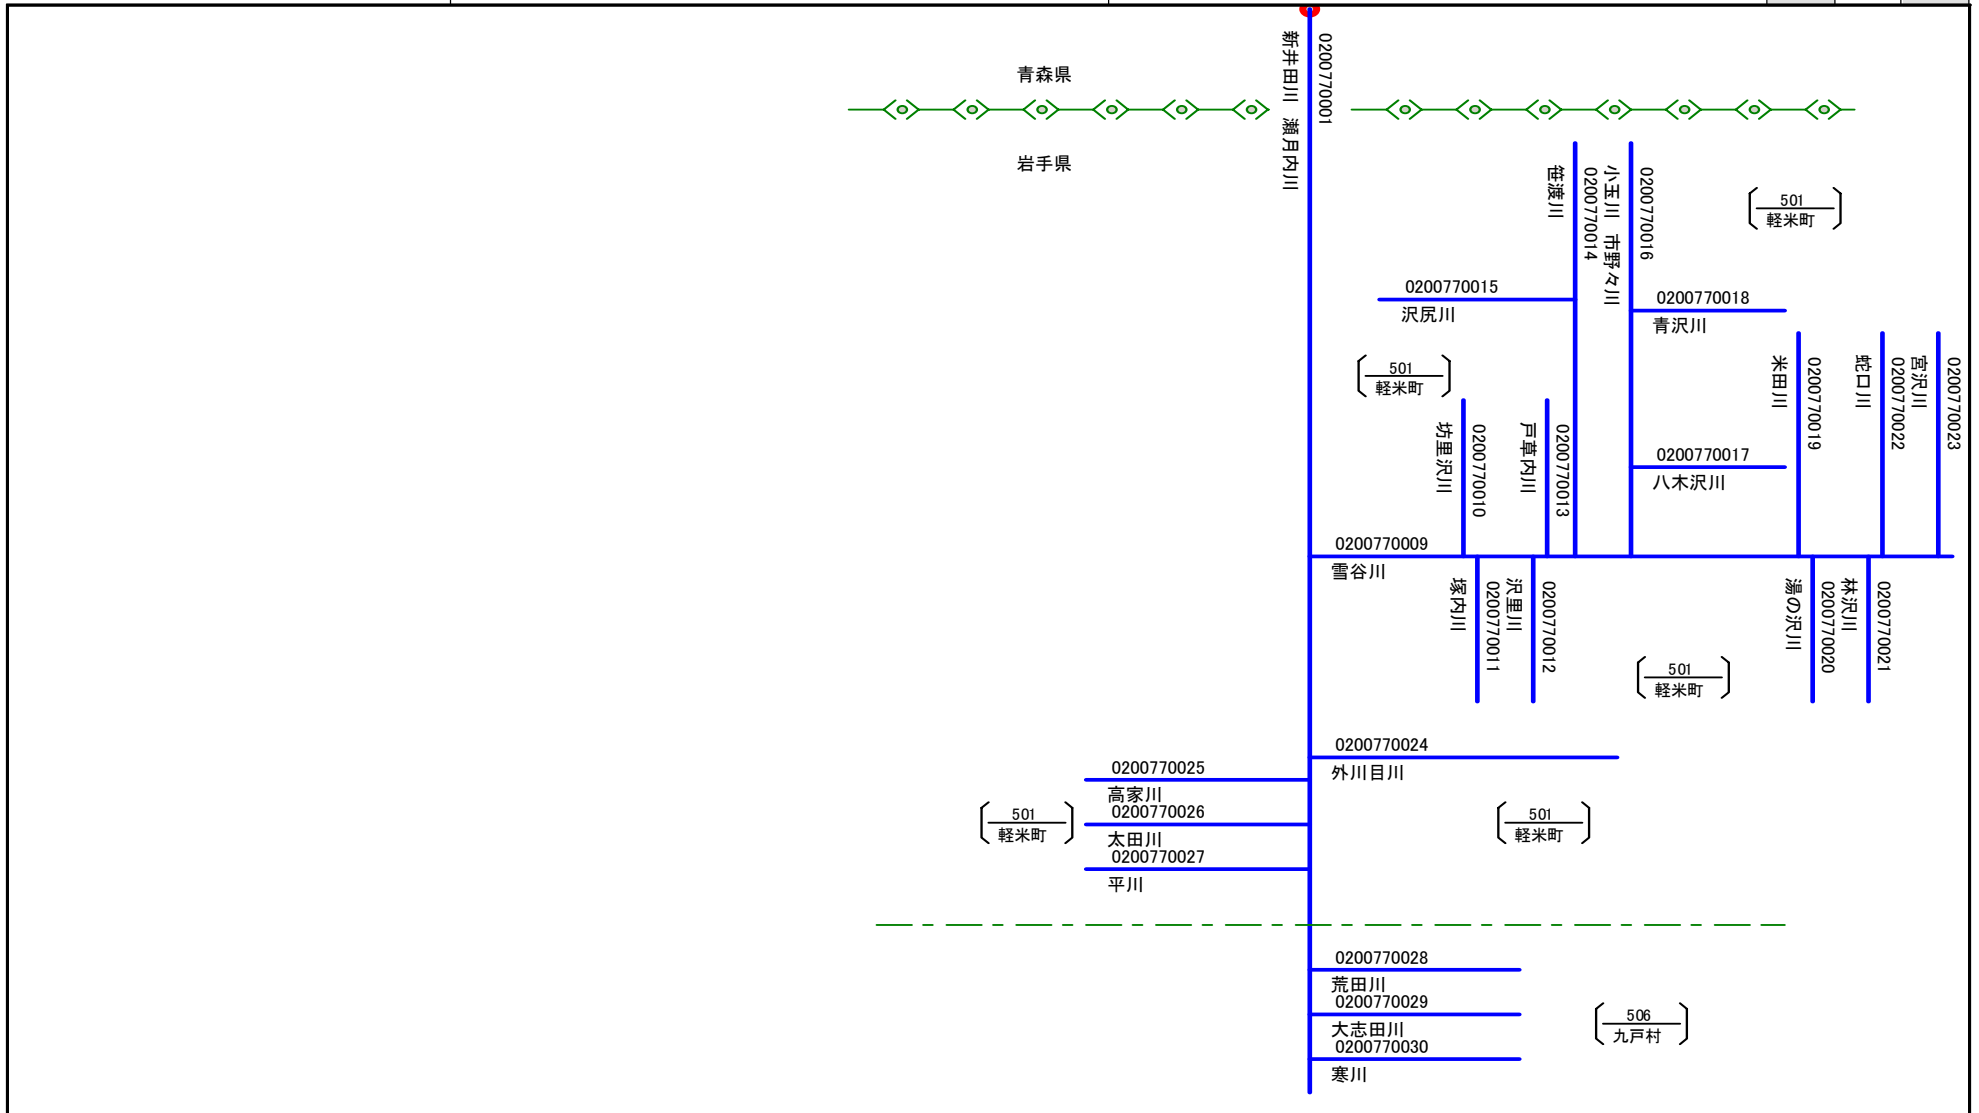 青森県
岩手県
0200770001
新井田川 瀬月内川
笹渡川
0200770014
小玉川 市野々川
0200770016
501
軽米町
0200770015
沢尻川
0200770018
青沢川
501
軽米町
米田川
0200770019
蛇口川
0200770022
宮沢川
0200770023
坊里沢川
0200770010
戸草内川
0200770013
0200770017
八木沢川
0200770009
雪谷川
塚内川
0200770011
沢里川
0200770012
湯の沢川
0200770020
林沢川
0200770021
501
軽米町
0200770024
外川目川
0200770025
高家川
0200770026
太田川
0200770027
平川
501
軽米町
501
軽米町
0200770028
荒田川
0200770029
大志田川
0200770030
寒川
506
九戸村